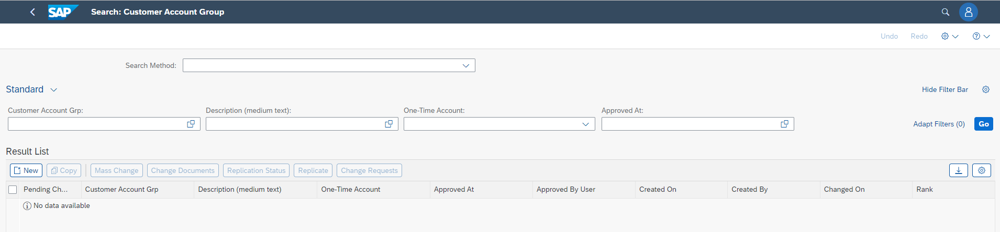 SAP Search: Customer Account Group
Undo Redo
Search Method:
Standard Hide Filter Bar
Customer Account Grp: Description (medium text): One-Time Account: Approved At:
Adapt Filters (0) Go
Result List
New Copy Mass Change Change Documents Replication Status Replicate Change Requests
Pending Ch... Customer Account Grp Description (medium text) One-Time Account Approved At Approved By User Created On Created By Changed On Rank
No data available